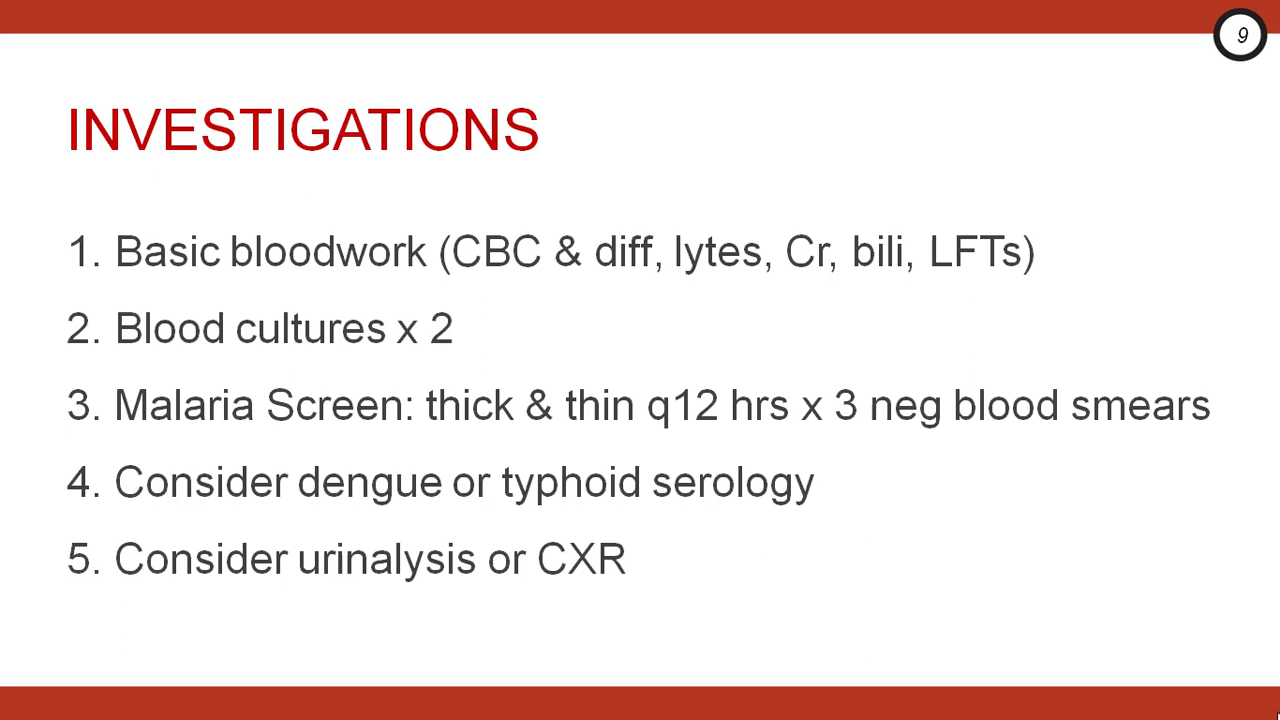 9
INVESTIGATIONS
1. Basic bloodwork (CBC & diff, lytes, Cr, bili, LFTs)
2. Blood cultures x 2
3. Malaria Screen: thick & thin q12 hrs x 3 neg blood smears
4. Consider dengue or typhoid serology
5. Consider urinalysis or CXR